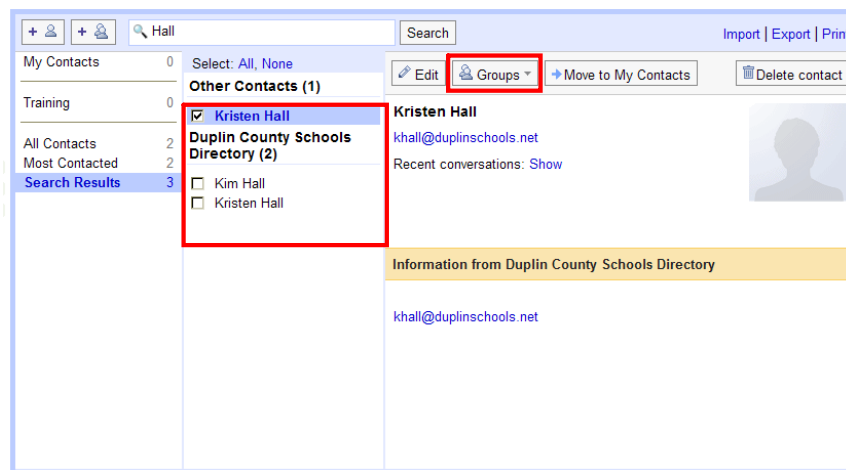 + + Hall Search Import | Export | Prin
My Contacts 0
Training 0
All Contacts 2
Most Contacted 2
Search Results 3
Select: All, None
Other Contacts (1)
Kristen Hall
Duplin County Schools
Directory (2)
Kim Hall
Kristen Hall
Edit Groups Move to My Contacts Delete contact
Kristen Hall
khall@duplinschools.net
Recent conversations: Show
Information from Duplin County Schools Directory
khall@duplinschools.net